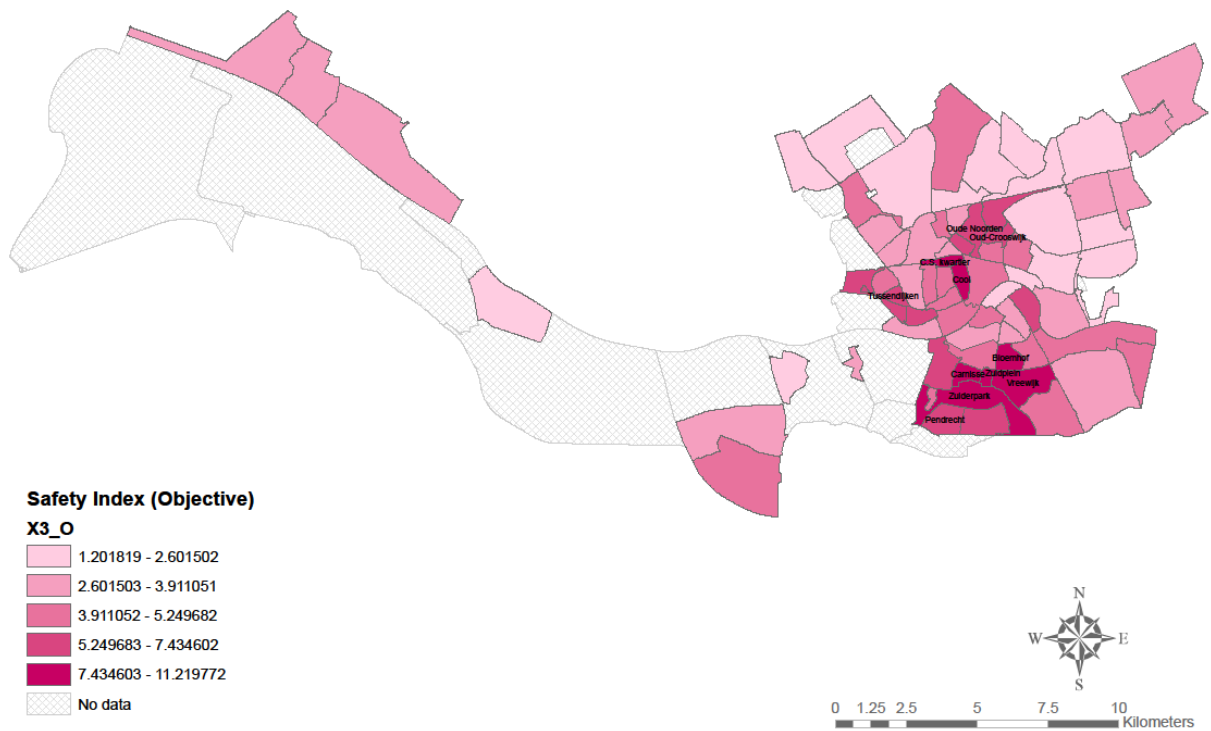 Oude Noorden
Oud-Crooswijk
C.S. kwartier
Cool
Tussendijken
Bloemhof
Carnisse
Zuidplein
Vreewijk
Zuiderpark
Pendrecht
Safety Index (Objective)
X3_O
1.201819 - 2.601502
2.601503 - 3.911051
3.911052 - 5.249682
5.249683 - 7.434602
7.434603 - 11.219772
No data
N
W
E
S
0 1.25 2.5 5 7.5 10
Kilometers